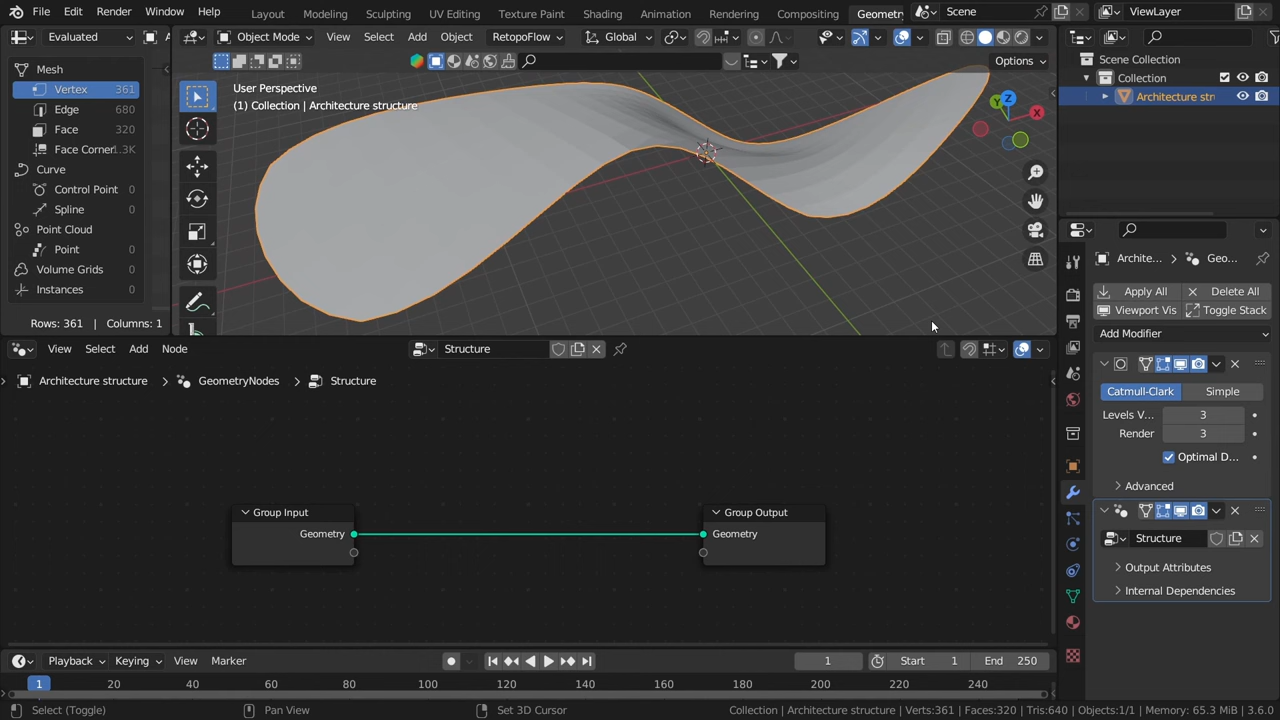 File Edit Render Window Help Layout Modeling Sculpting UV Editing Texture Paint Shading Animation Rendering Compositing Geometr Scene ViewLayer
Evaluated A Object Mode View Select Add Object RetopoFlow Global
Options
Mesh
Vertex 361
Edge 680
Face 320
Face Corner 1.3K
Curve
Control Point 0
Spline 0
Point Cloud
Point 0
Volume Grids 0
Instances 0
Rows: 361 | Columns: 1
User Perspective
(1) Collection | Architecture structure
Z
Y
X
Scene Collection
Collection
Architecture str
Archite... Geo...
Apply All Delete All
Viewport Vis Toggle Stack
Add Modifier
Catmull-Clark Simple
Levels V... 3
Render 3
Optimal D...
Advanced
Structure
Output Attributes
Internal Dependencies
View Select Add Node Structure
Architecture structure GeometryNodes Structure
Group Input
Geometry
Group Output
Geometry
Playback Keying View Marker 1 Start 1 End 250
1 20 40 60 80 100 120 140 160 180 200 220 240
Select (Toggle) Pan View Set 3D Cursor Collection | Architecture structure | Verts:361 | Faces:320 | Tris:640 | Objects:1/1 | Memory: 65.3 MiB | 3.6.0